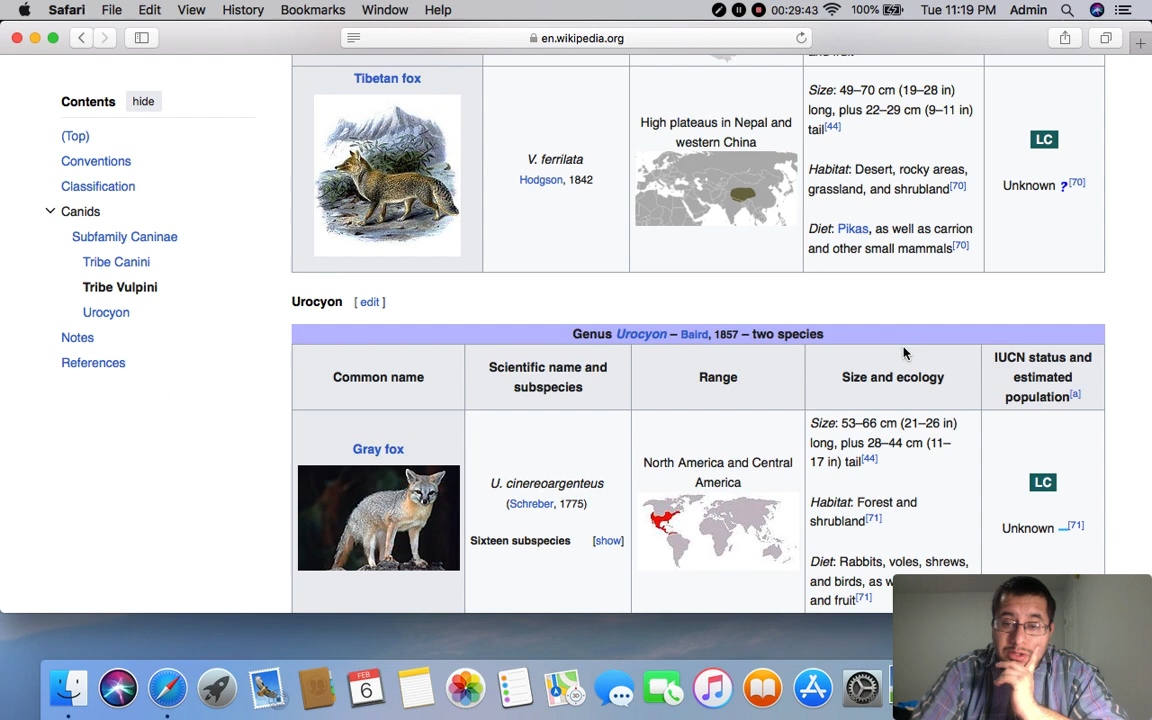 Safari File Edit View History Bookmarks Window Help 00:29:43 100% Tue 11:19 PM Admin
en.wikipedia.org
Contents hide
(Top)
Conventions
Classification
Canids
Subfamily Caninae
Tribe Canini
Tribe Vulpini
Urocyon
Notes
References
Tibetan fox
V. ferrilata
Hodgson, 1842
High plateaus in Nepal and
western China
Size: 49–70 cm (19–28 in)
long, plus 22–29 cm (9–11 in)
tail[44]
Habitat: Desert, rocky areas,
grassland, and shrubland[70]
Diet: Pikas, as well as carrion
and other small mammals[70]
LC
Unknown ?[70]
Urocyon [ edit ]
Genus Urocyon – Baird, 1857 – two species
Common name
Scientific name and
subspecies
Range
Size and ecology
IUCN status and
estimated
population[a]
Gray fox
U. cinereoargenteus
(Schreber, 1775)
Sixteen subspecies [show]
North America and Central
America
Size: 53–66 cm (21–26 in)
long, plus 28–44 cm (11–
17 in) tail[44]
Habitat: Forest and
shrubland[71]
Diet: Rabbits, voles, shrews,
and birds, as w
and fruit[71]
LC
Unknown [71]
FEB
6